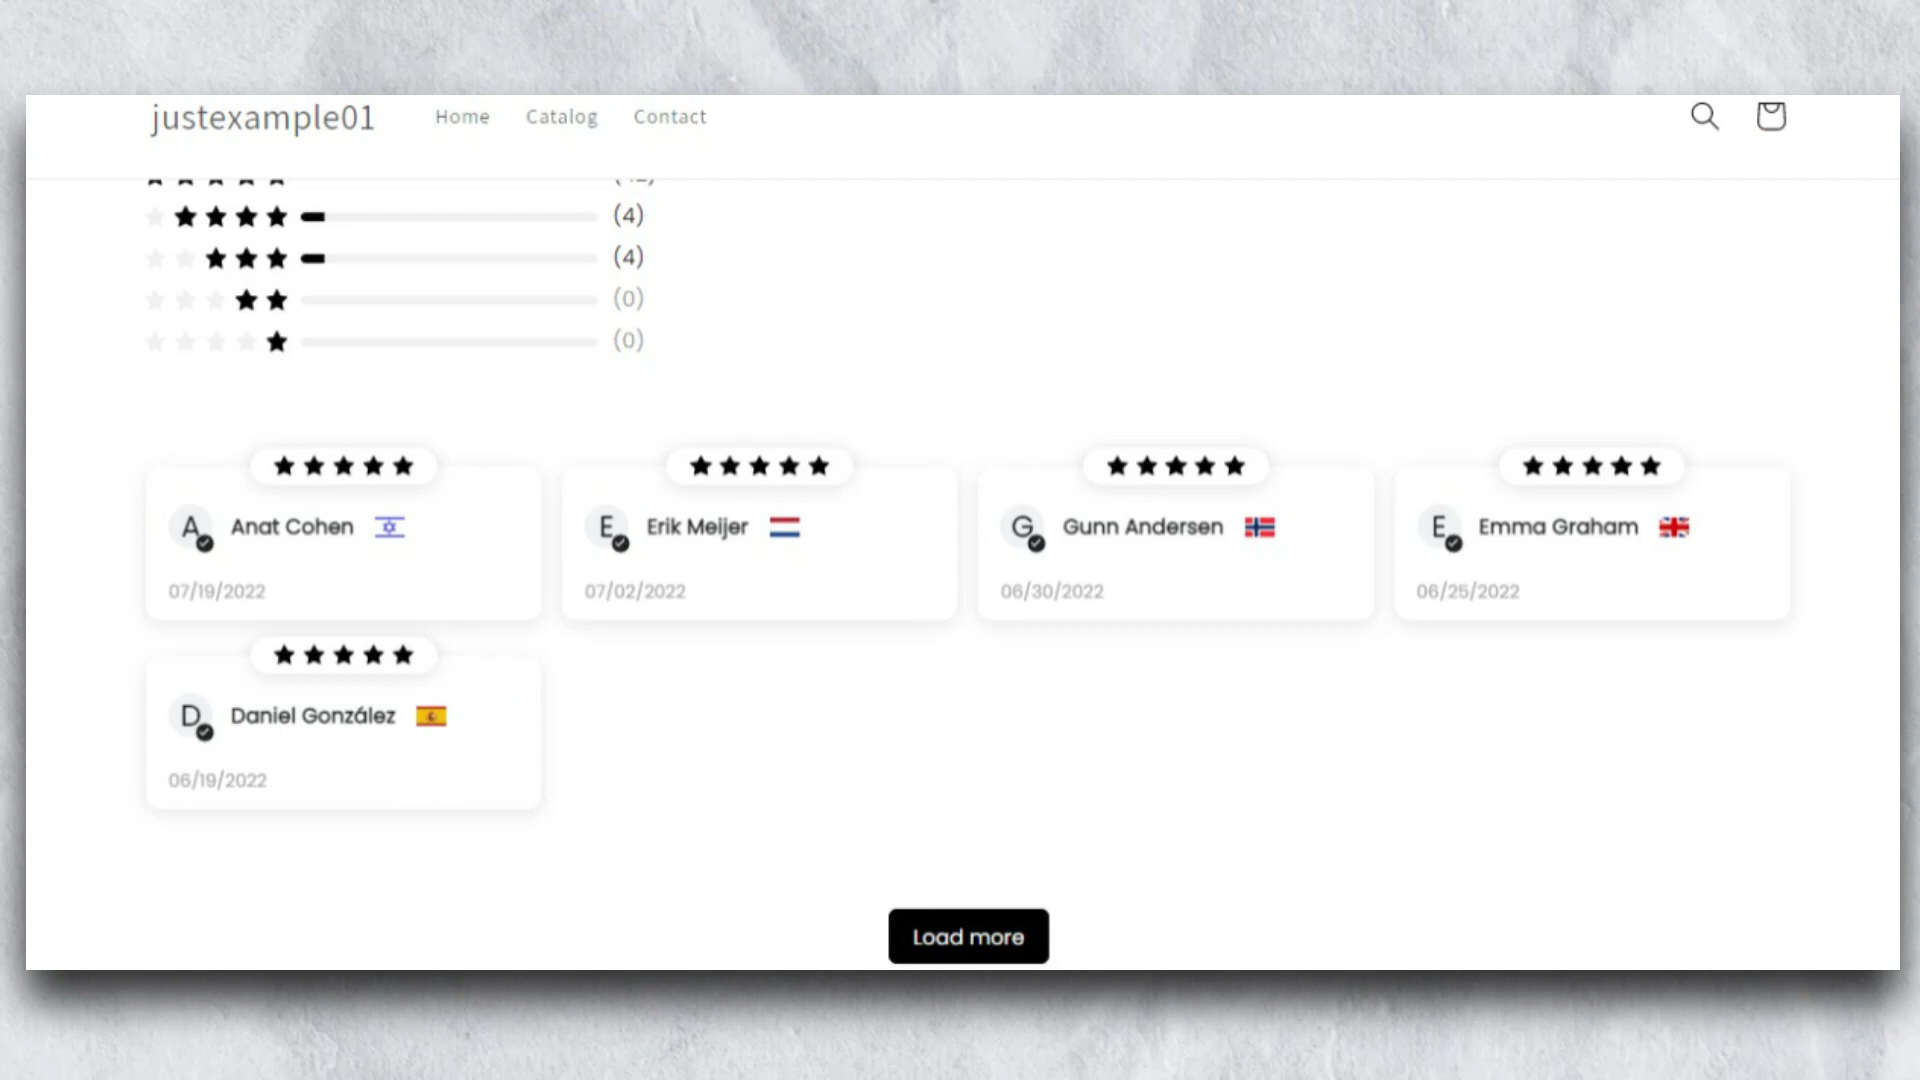 justexample01 Home Catalog Contact
(4)
(4)
(0)
(0)
A Anat Cohen
07/19/2022
E Erik Meijer
07/02/2022
G Gunn Andersen
06/30/2022
E Emma Graham
06/25/2022
D Daniel González
06/19/2022
Load more